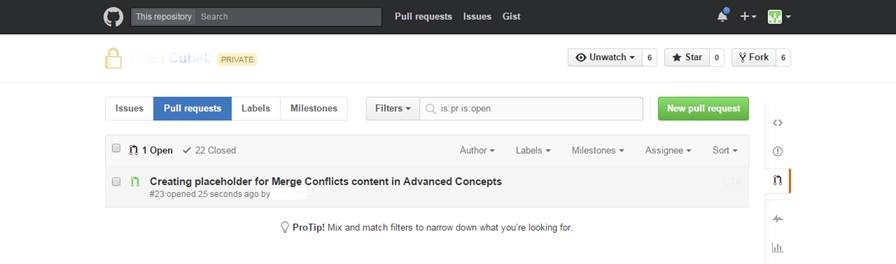 This repository Search Pull requests Issues Gist
PRIVATE Unwatch 6 Star 0 Fork 6
Issues Pull requests Labels Milestones Filters is:pr is:open New pull request
1 Open 22 Closed Author Labels Milestones Assignee Sort
Creating placeholder for Merge Conflicts content in Advanced Concepts
#23 opened 25 seconds ago by
ProTip! Mix and match filters to narrow down what you're looking for.